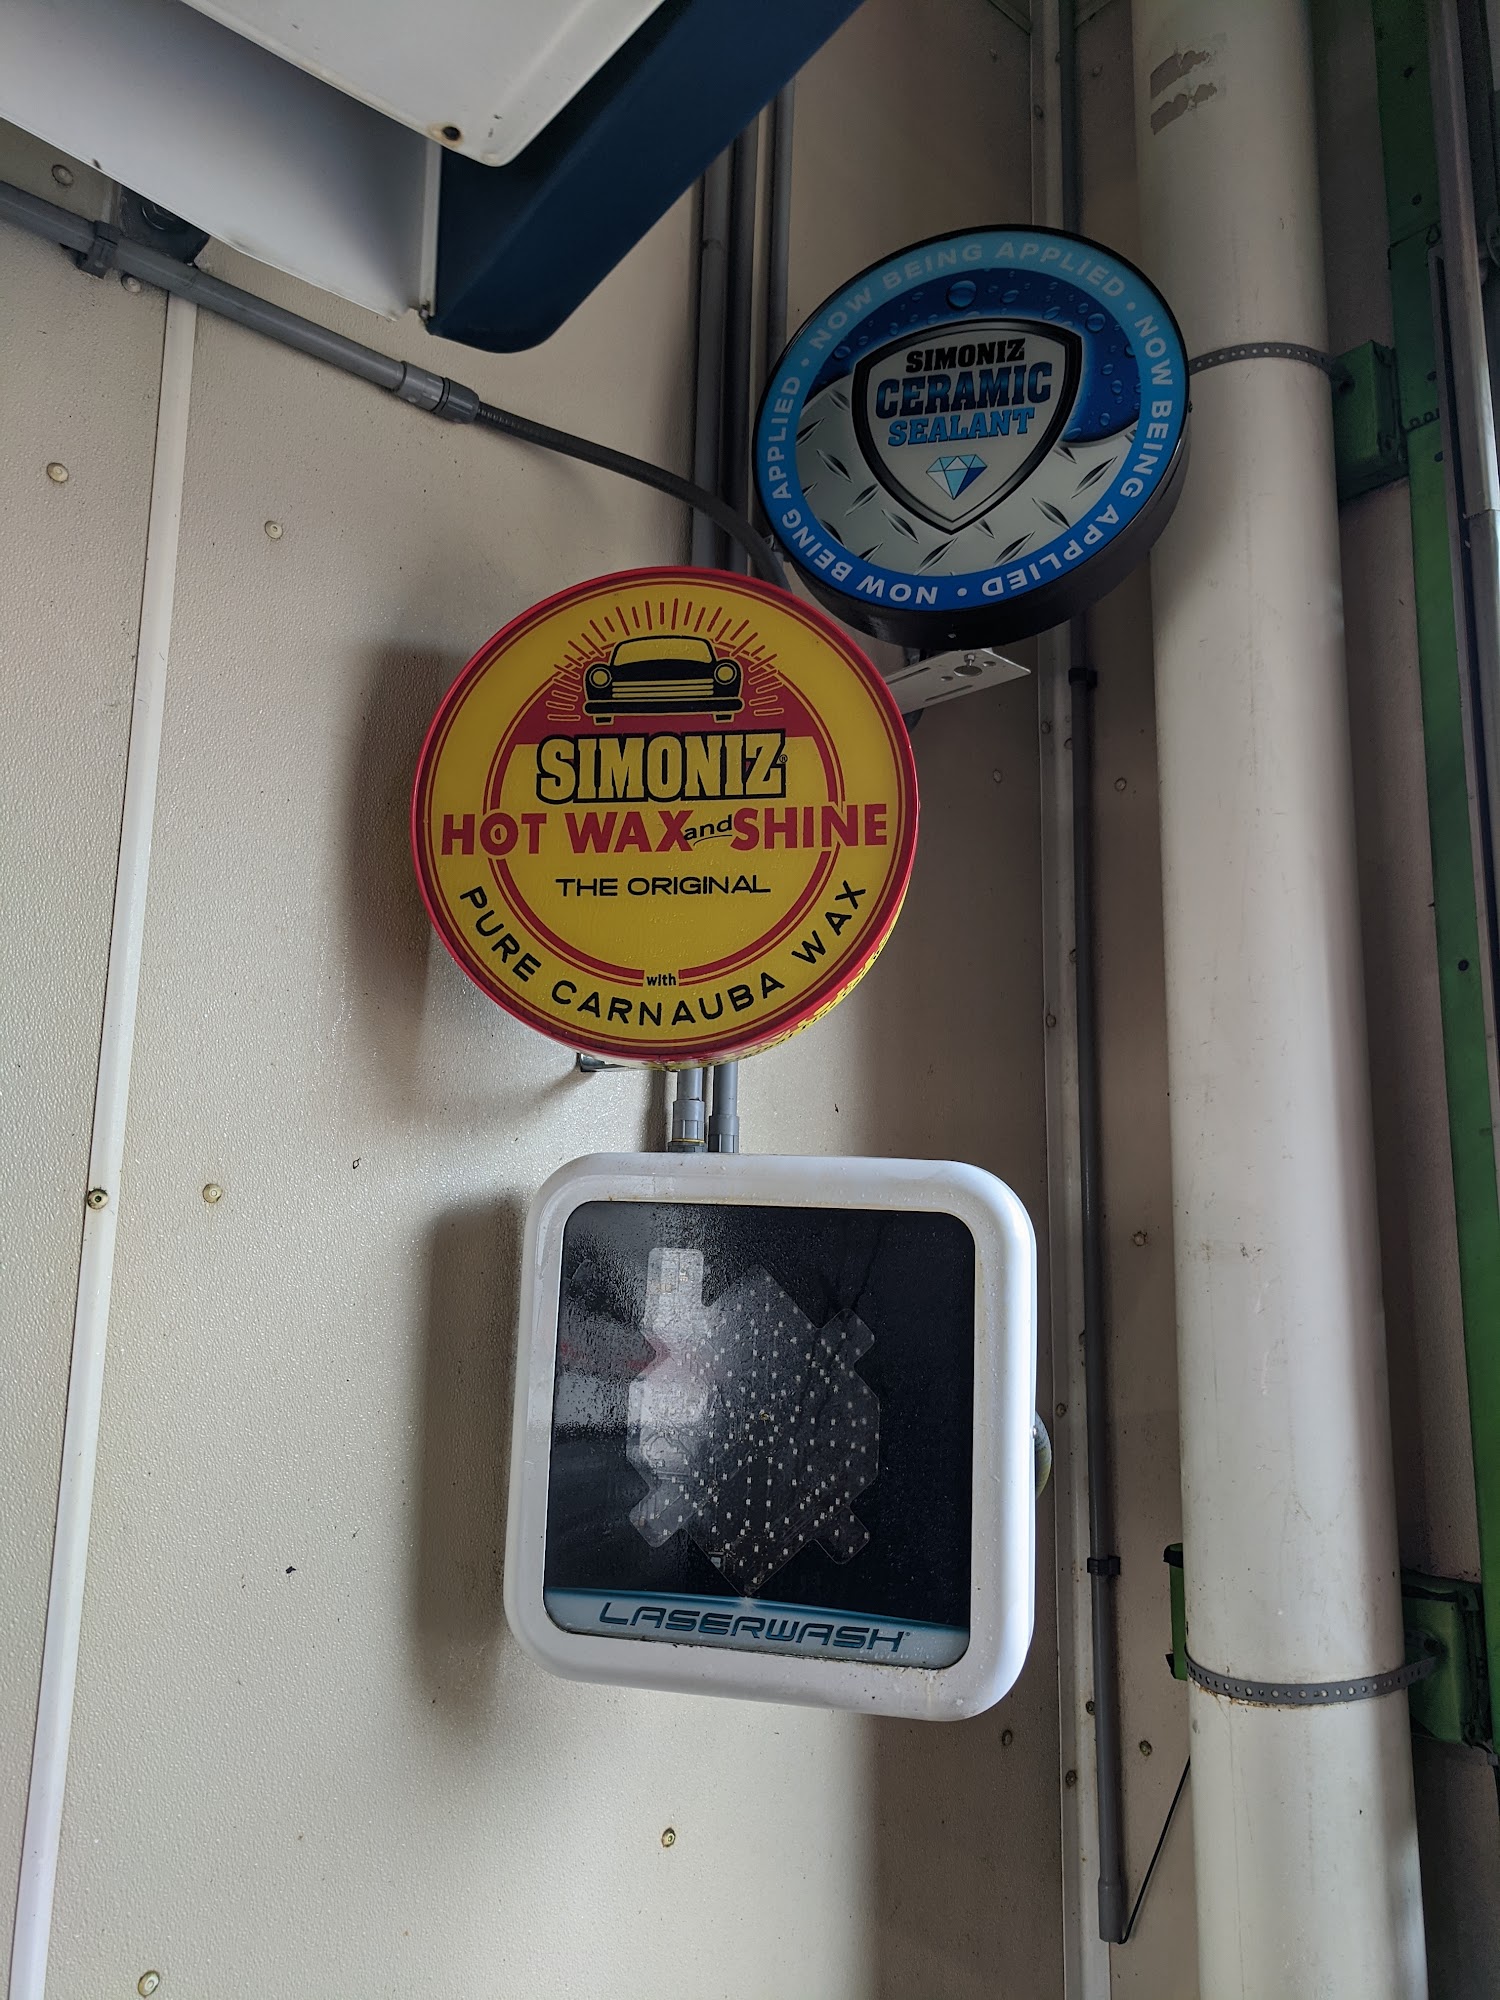 NOW BEING APPLIED • NOW BEING APPLIED • NOW BEING APPLIED •
SIMONIZ
CERAMIC
SEALANT
SIMONIZ®
HOT WAX and SHINE
THE ORIGINAL
with
PURE CARNAUBA WAX
LASERWASH®